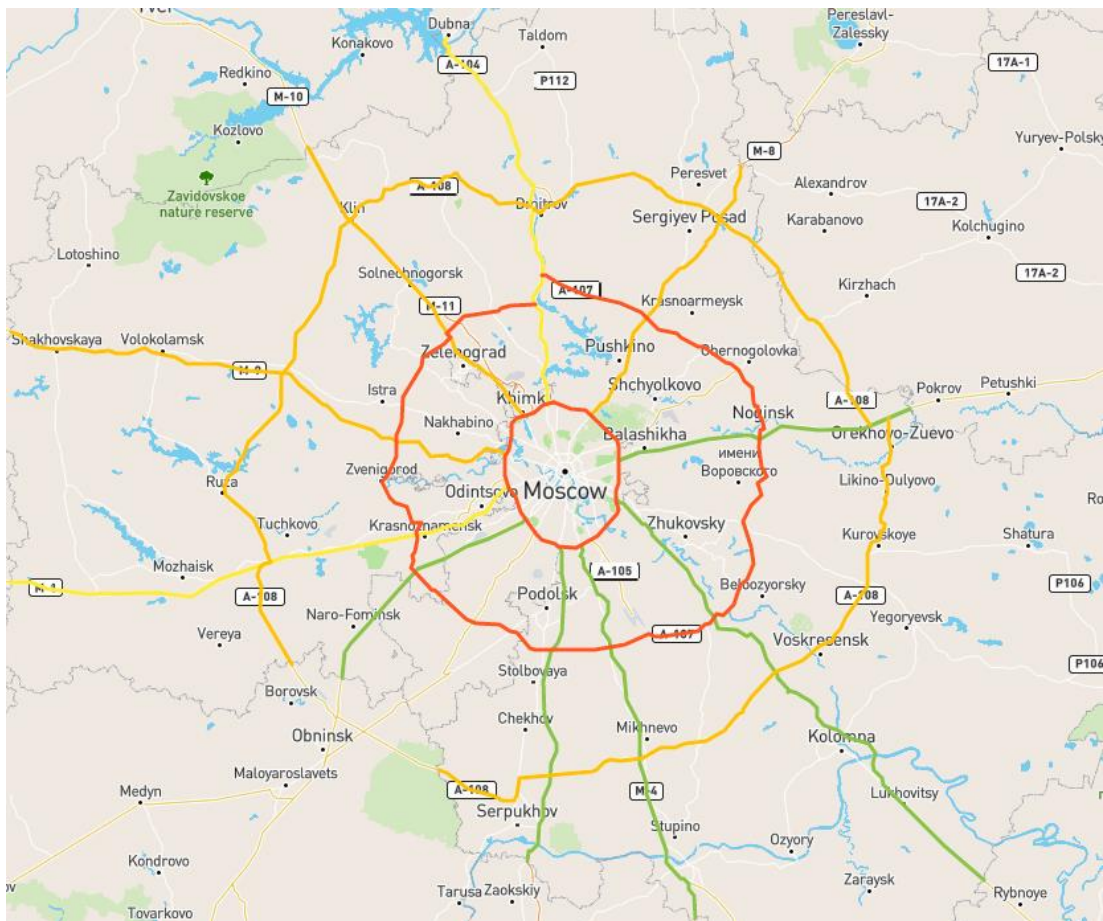 Tver
Dubna
Taldom
Pereslavl-
Zalessky
Konakovo
A-104
17A-1
Redkino
P112
M-10
Kozlovo
Yuryev-Polsky
M-8
Zavidovskoe
nature reserve
A-108
Peresvet
Alexandrov
17A-2
Klin
Dmitrov
Sergiyev Posad
Karabanovo
Kolchugino
Lotoshino
Solnechnogorsk
A-107
Kirzhach
17A-2
M-11
Krasnoarmeysk
Shakhovskaya
Volokolamsk
Zelenograd
Pushkino
Chernogolovka
M-9
Istra
Khimki
Shchyolkovo
Pokrov
Petushki
Nakhabino
Noginsk
A-108
Balashikha
Orekhovo-Zuevo
имени
Воровского
Zvenigorod
Ruza
Odintsovo
Moscow
Likino-Dulyovo
Tuchkovo
Krasnoznamensk
Zhukovsky
Kurovskoye
Shatura
Mozhaisk
A-105
M-1
A-108
Podolsk
Beloozyorsky
A-108
P106
Naro-Fominsk
Yegoryevsk
Vereya
A-107
Voskresensk
Stolbovaya
P106
Borovsk
Chekhov
Mikhnevo
Obninsk
Kolomna
Maloyaroslavets
A-108
M-4
Medyn
Serpukhov
Lukhovitsy
Stupino
Ozyory
Kondrovo
Tarusa
Zaokskiy
Zaraysk
Rybnoye
Tovarkovo